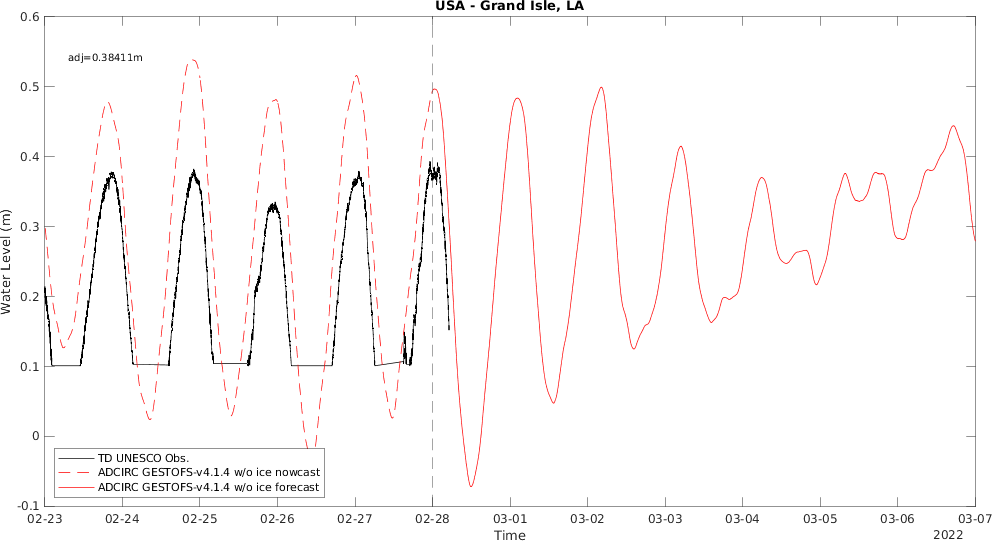 USA - Grand Isle, LA
adj=0.38411m
Water Level (m)
0.6
0.5
0.4
0.3
0.2
0.1
0
-0.1
TD UNESCO Obs.
ADCIRC GESTOFS-v4.1.4 w/o ice nowcast
ADCIRC GESTOFS-v4.1.4 w/o ice forecast
02-23 02-24 02-25 02-26 02-27 02-28 03-01 03-02 03-03 03-04 03-05 03-06 03-07
Time
2022